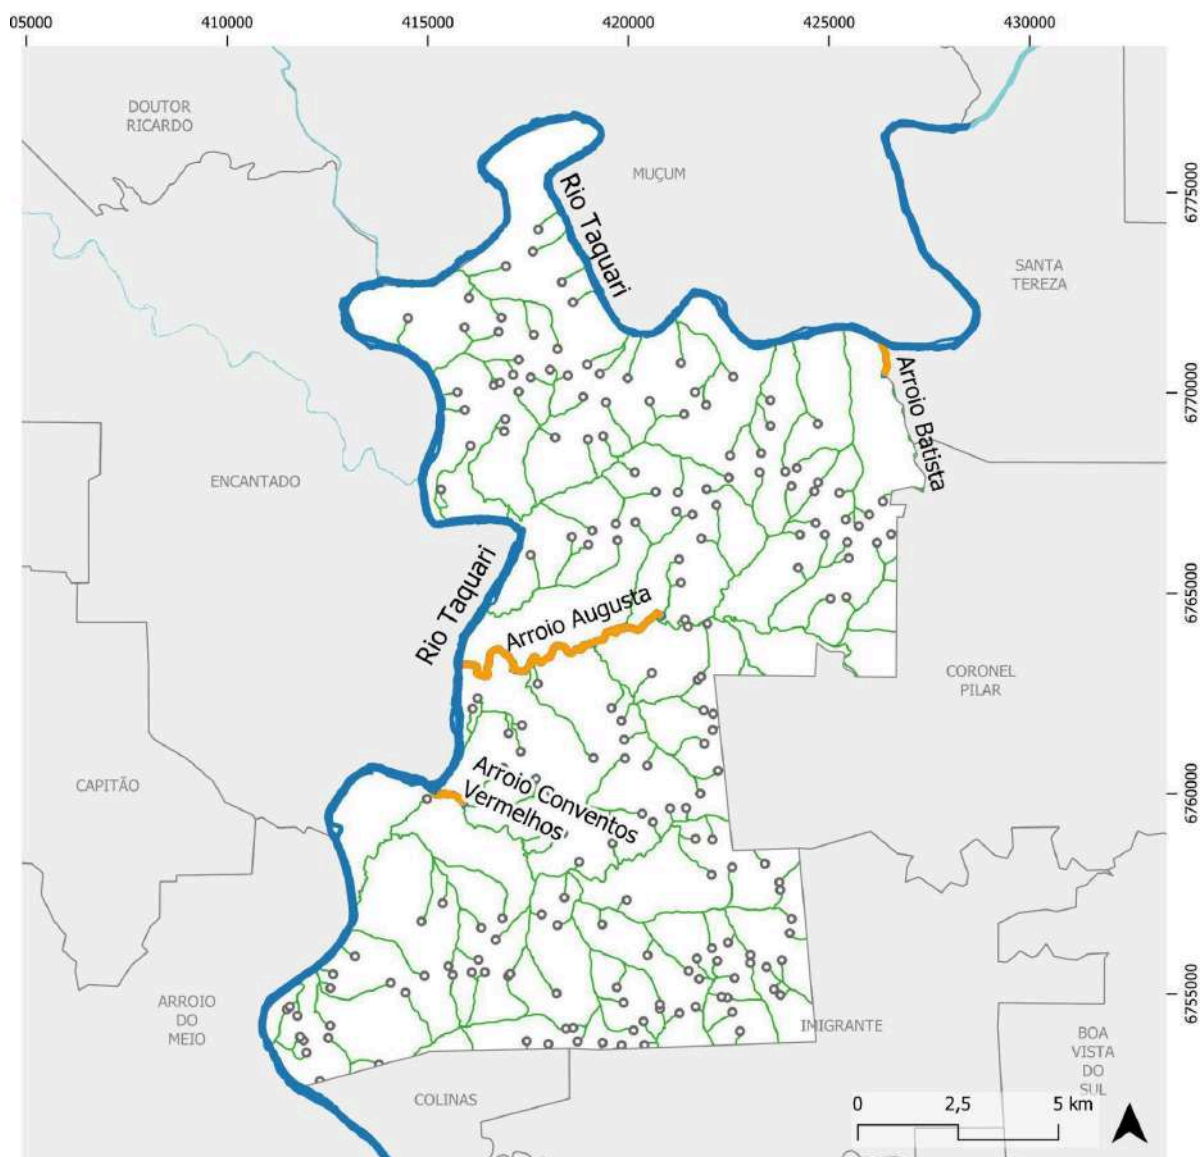 05000
410000
415000
420000
425000
430000
DOUTOR
RICARDO
MUÇUM
Rio Taquari
6775000
SANTA
TEREZA
Arroio Batista
6770000
ENCANTADO
Rio Taquari
Arroio Augusta
6765000
CORONEL
PILAR
CAPITÃO
Arroio Conventos
Vermelhos
6760000
ARROIO
DO
MEIO
6755000
IMIGRANTE
BOA
VISTA
DO
SUL
COLINAS
0
2,5
5 km